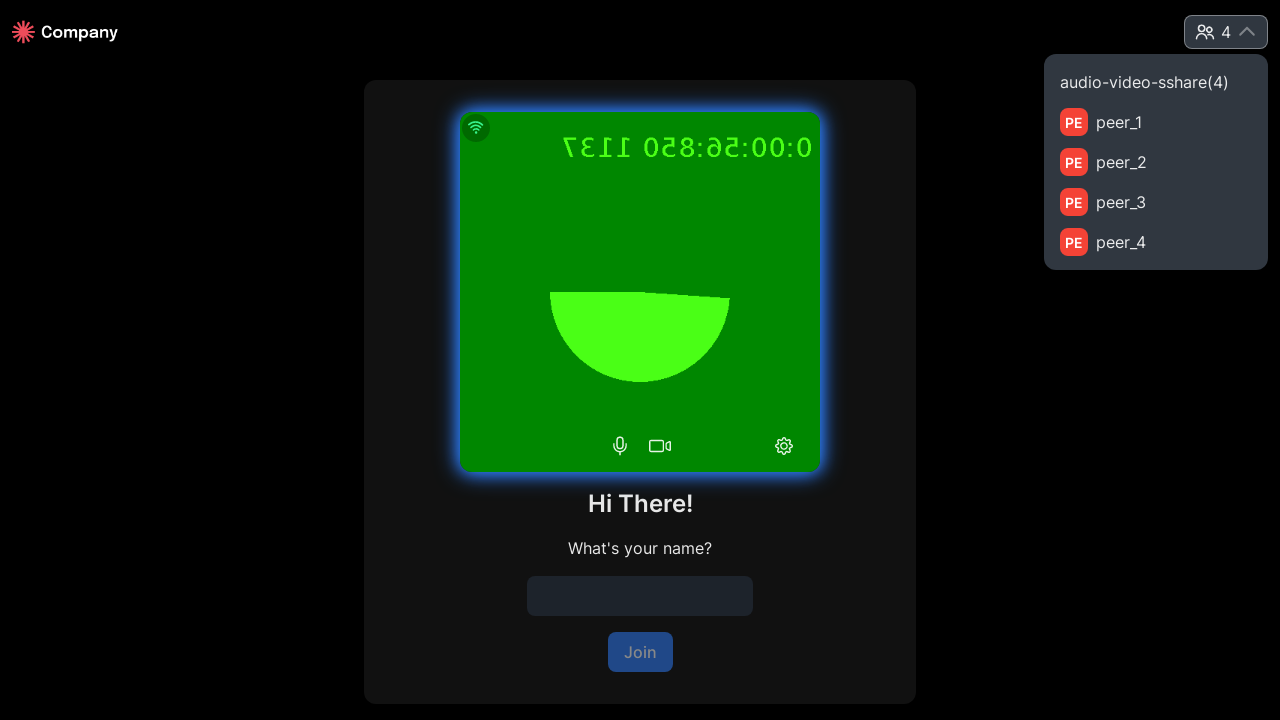 Company
4
audio-video-sshare(4)
PE peer_1
PE peer_2
PE peer_3
PE peer_4
0:00:56:850 1137
Hi There!
What's your name?
Join